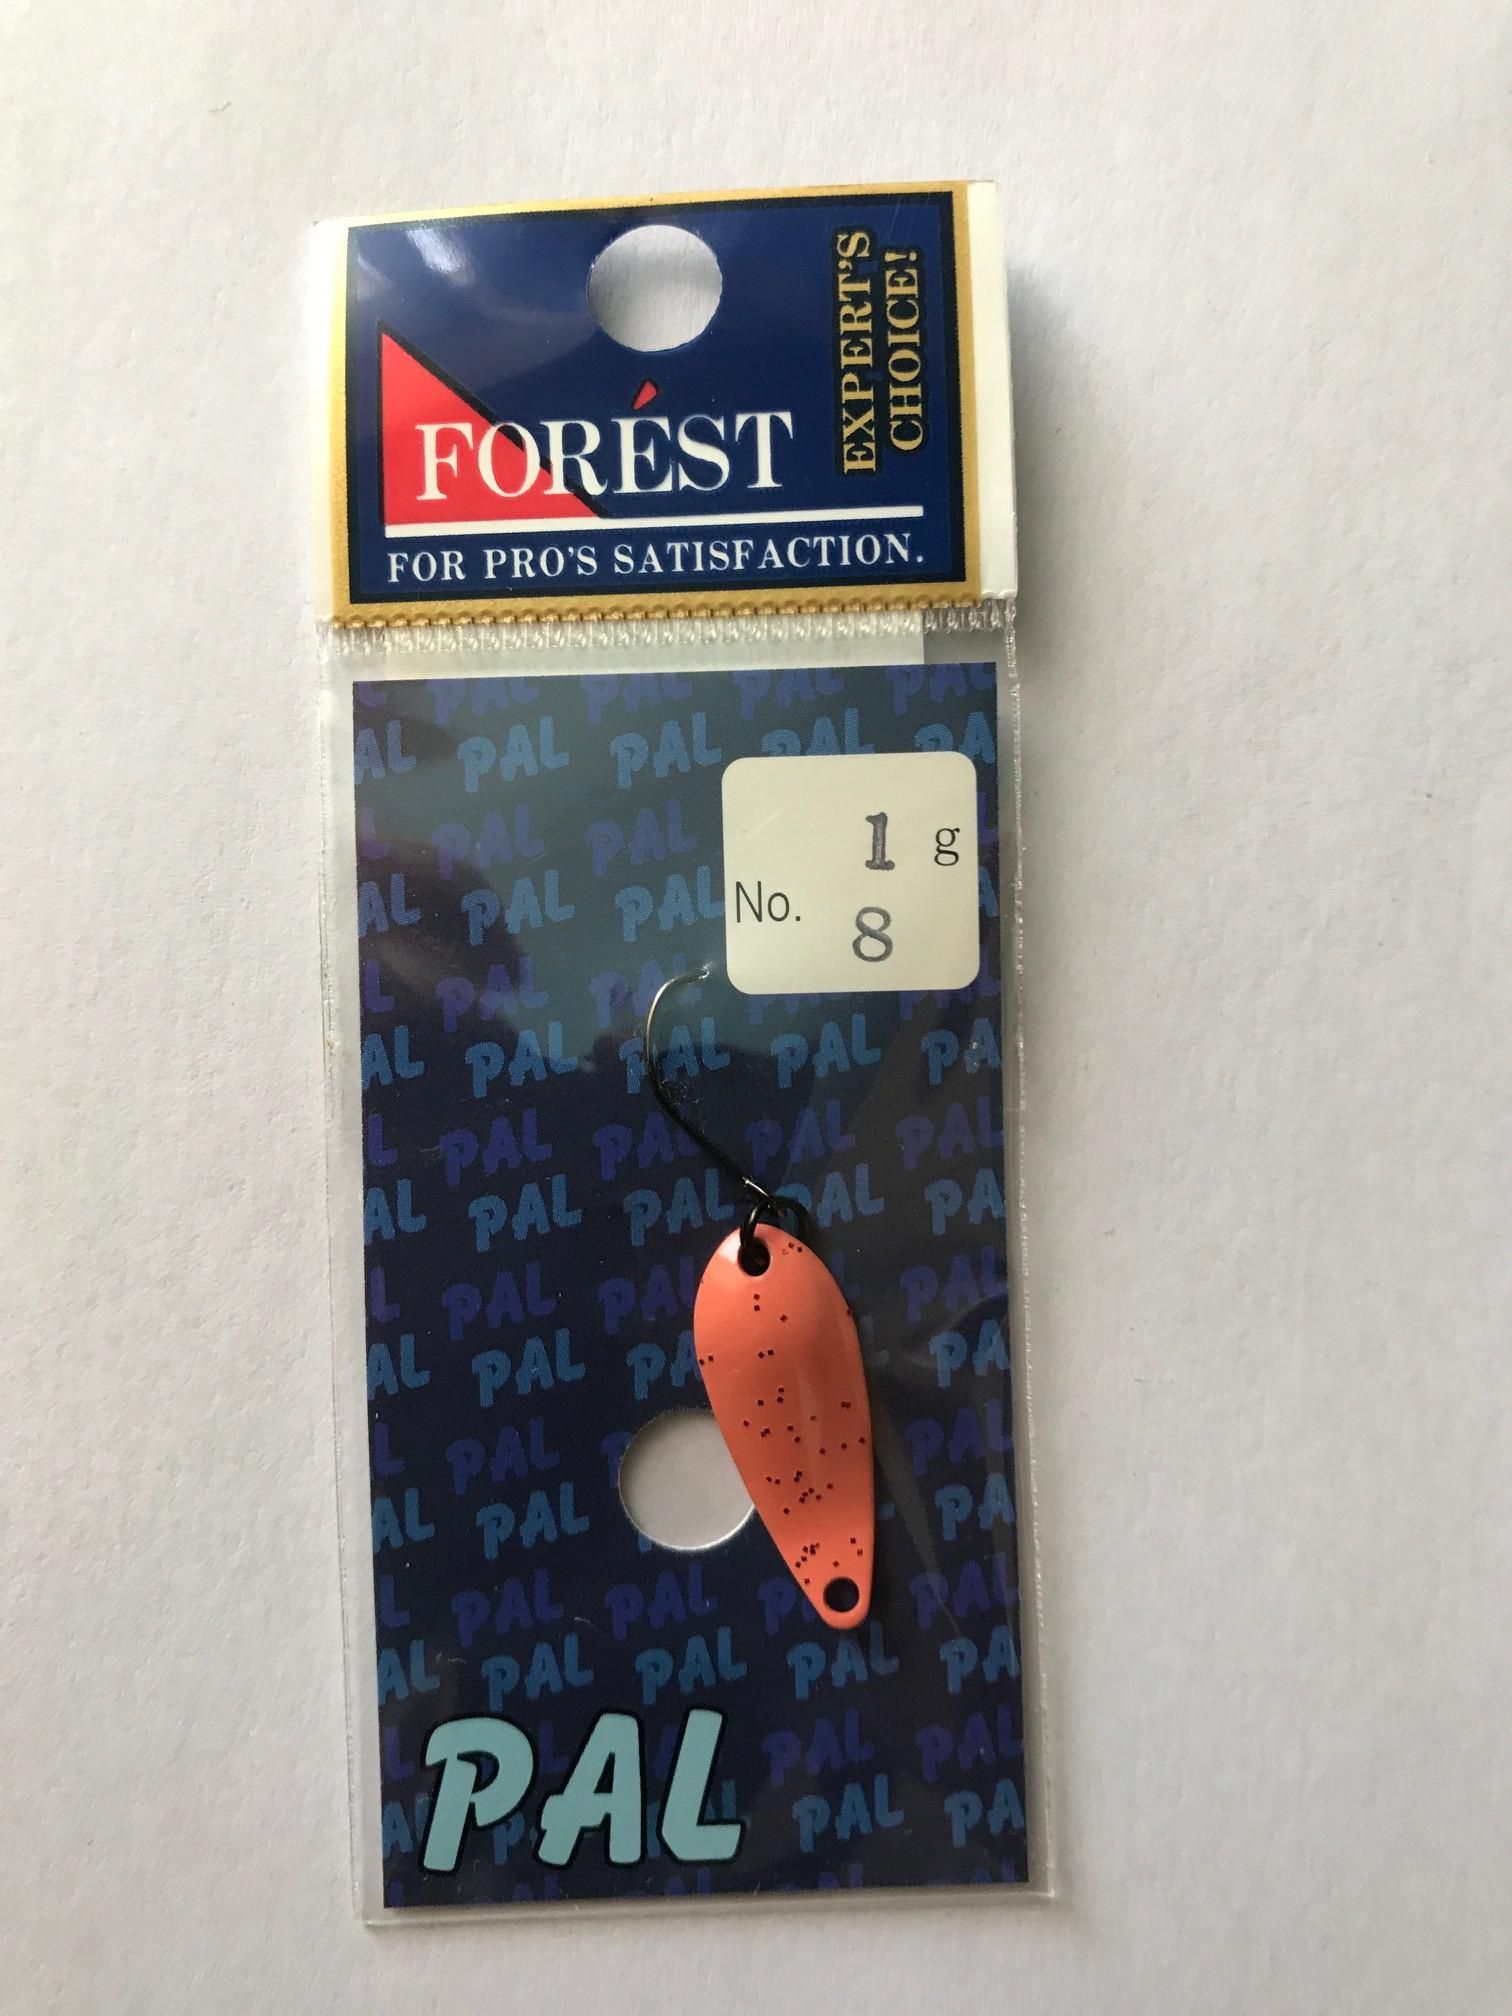 EXPERT'S
CHOICE!
FORÉST
FOR PRO'S SATISFACTION.
1 g
No. 8
PAL